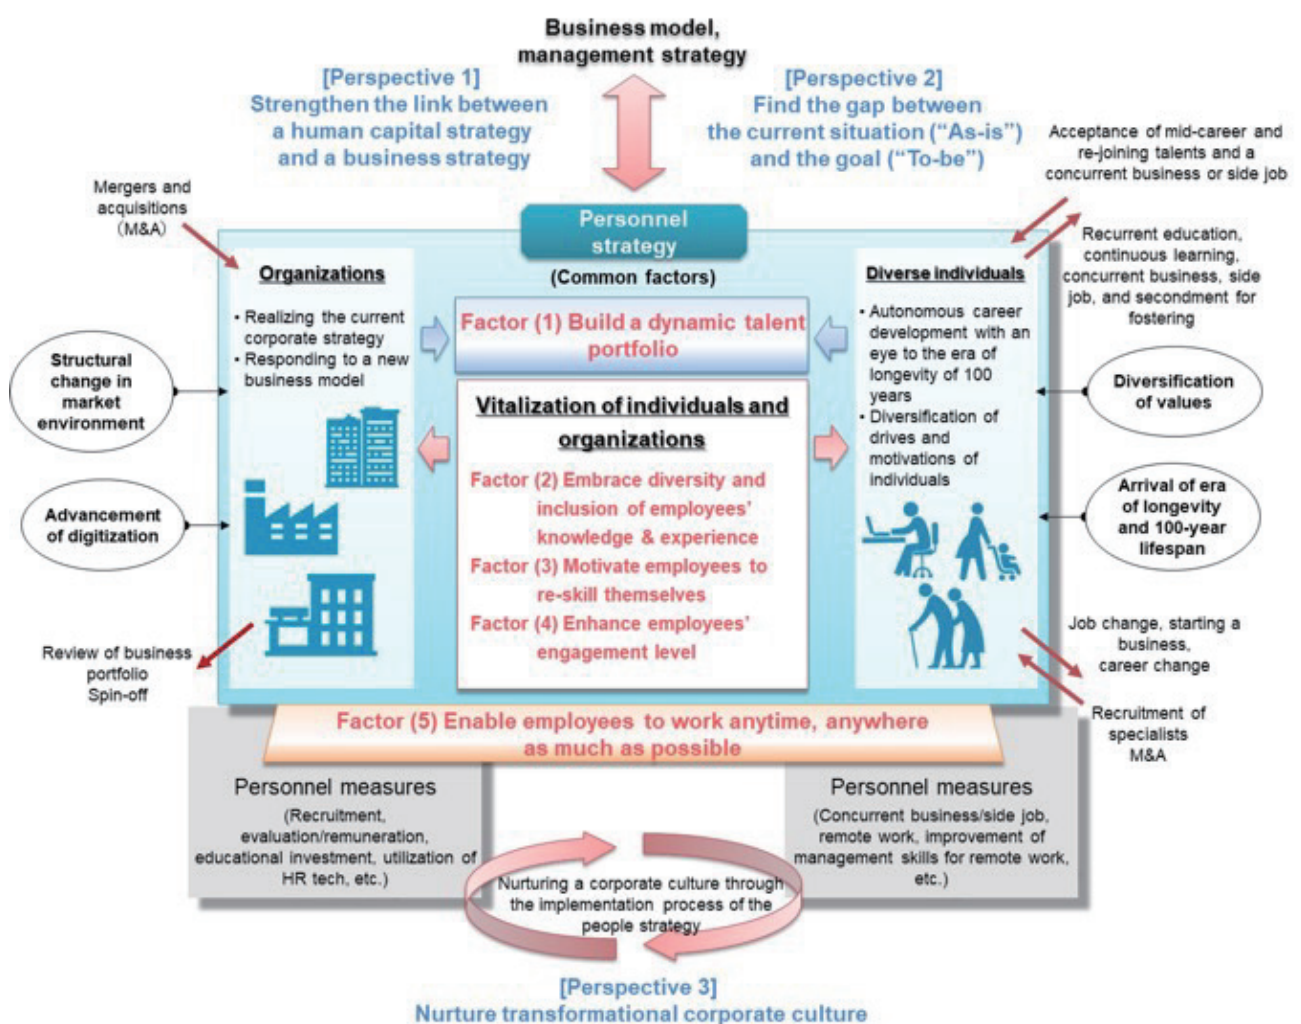 Business model,
management strategy
[Perspective 1]
Strengthen the link between
a human capital strategy
and a business strategy
[Perspective 2]
Find the gap between
the current situation (“As-is”)
and the goal (“To-be”)
Acceptance of mid-career and
re-joining talents and a
concurrent business or side job
Mergers and
acquisitions
(M&A)
Personnel
strategy
(Common factors)
Recurrent education,
continuous learning,
concurrent business, side
job, and secondment for
fostering
Organizations
• Realizing the current
corporate strategy
• Responding to a new
business model
Factor (1) Build a dynamic talent
portfolio
Diverse individuals
• Autonomous career
development with an
eye to the era of
longevity of 100
years
• Diversification of
drives and
motivations of
individuals
Structural
change in
market
environment
Advancement
of digitization
Vitalization of individuals and
organizations
Factor (2) Embrace diversity and
inclusion of employees’
knowledge & experience
Factor (3) Motivate employees to
re-skill themselves
Factor (4) Enhance employees’
engagement level
Diversification
of values
Arrival of era
of longevity
and 100-year
lifespan
Review of business
portfolio
Spin-off
Job change, starting a
business,
career change
Recruitment of
specialists
M&A
Factor (5) Enable employees to work anytime, anywhere
as much as possible
Personnel measures
(Recruitment,
evaluation/remuneration,
educational investment, utilization of
HR tech, etc.)
Personnel measures
(Concurrent business/side job,
remote work, improvement of
management skills for remote work,
etc.)
Nurturing a corporate culture through
the implementation process of the
people strategy
[Perspective 3]
Nurture transformational corporate culture